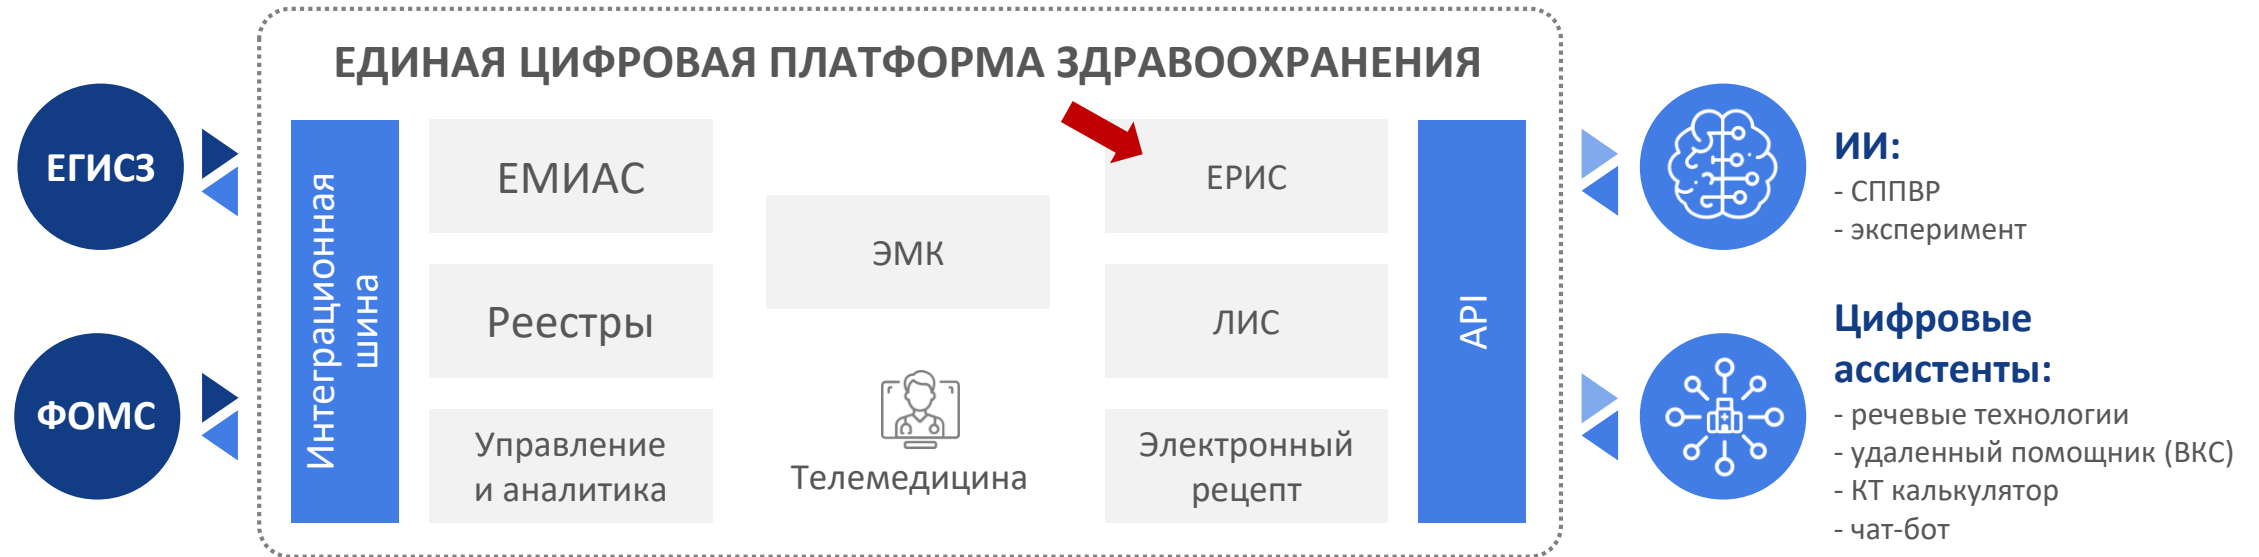 ЕДИНАЯ ЦИФРОВАЯ ПЛАТФОРМА ЗДРАВООХРАНЕНИЯ
ЕГИСЗ
ФОМС
Интеграционная
шина
ЕМИАС
Реестры
Управление
и аналитика
ЭМК
Телемедицина
ЕРИС
ЛИС
Электронный
рецепт
API
ИИ:
- СППВР
- эксперимент
Цифровые
ассистенты:
- речевые технологии
- удаленный помощник (ВКС)
- КТ калькулятор
- чат-бот